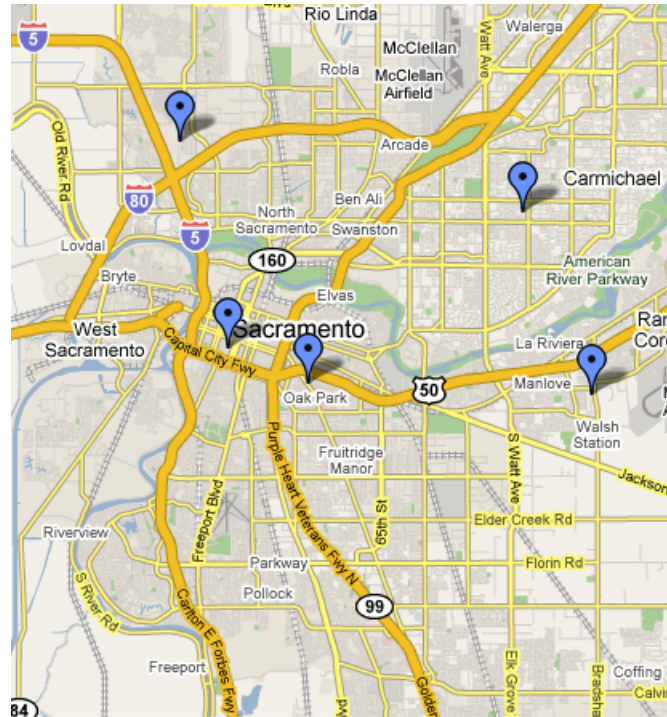 Rio Linda
Walerga
5
McClellan
Watt Ave
Robla
McClellan
Airfield
Old River Rd
Arcade
Carmichael
80
Ben Ali
North
Sacramento
Swanston
5
Lovdal
160
American
River Parkway
Bryte
Elvas
West
Sacramento
Sacramento
La Riviera
Capital City Fwy
50
Manlove
Oak Park
Walsh
Station
Purple Heart Veterans Fwy N
S Watt Ave
Fruitridge
Manor
Jackson
Freeport Blvd
65th St
Elder Creek Rd
Riverview
Parkway
Florin Rd
Pollock
S River Rd
99
Carlton E Forbes Fwy
Freeport
Elk Grove
Coffing
Golden
84